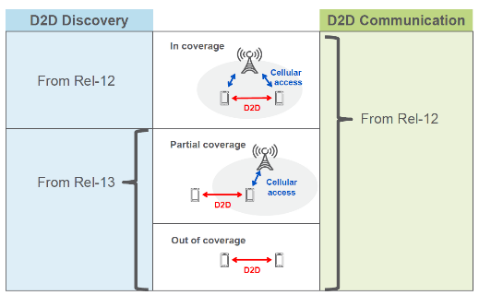 D2D Discovery
D2D Communication
From Rel-12
In coverage
Cellular
access
D2D
From Rel-12
From Rel-13
Partial coverage
Cellular
access
D2D
Out of coverage
D2D